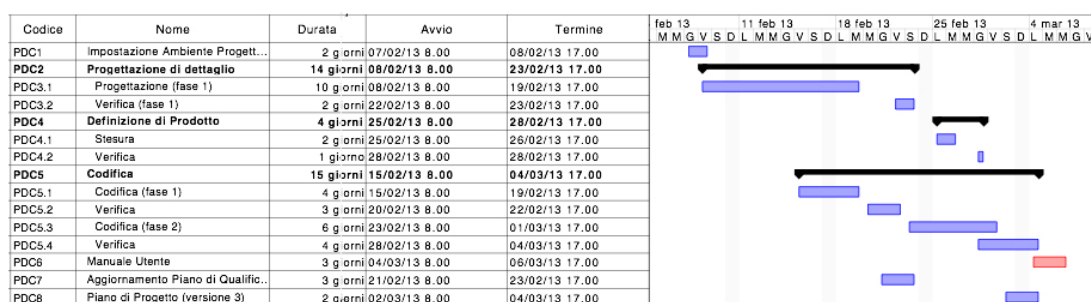 Codice Nome Durata Avvio Termine feb 13 11 feb 13 18 feb 13 25 feb 13 4 mar 13
M M G V S D L M M G V S D L M M G V S D L M M G V S D L M M G V
PDC1 Impostazione Ambiente Progett... 2 giorni 07/02/13 8.00 08/02/13 17.00
PDC2 Progettazione di dettaglio 14 giorni 08/02/13 8.00 23/02/13 17.00
PDC3.1 Progettazione (fase 1) 10 giorni 08/02/13 8.00 19/02/13 17.00
PDC3.2 Verifica (fase 1) 2 giorni 22/02/13 8.00 23/02/13 17.00
PDC4 Definizione di Prodotto 4 giorni 25/02/13 8.00 28/02/13 17.00
PDC4.1 Stesura 2 giorni 25/02/13 8.00 26/02/13 17.00
PDC4.2 Verifica 1 giorno 28/02/13 8.00 28/02/13 17.00
PDC5 Codifica 15 giorni 15/02/13 8.00 04/03/13 17.00
PDC5.1 Codifica (fase 1) 4 giorni 15/02/13 8.00 19/02/13 17.00
PDC5.2 Verifica 3 giorni 20/02/13 8.00 22/02/13 17.00
PDC5.3 Codifica (fase 2) 6 giorni 23/02/13 8.00 01/03/13 17.00
PDC5.4 Verifica 4 giorni 28/02/13 8.00 04/03/13 17.00
PDC6 Manuale Utente 3 giorni 04/03/13 8.00 06/03/13 17.00
PDC7 Aggiornamento Piano di Qualific... 3 giorni 21/02/13 8.00 23/02/13 17.00
PDC8 Piano di Progetto (versione 3) 2 giorni 02/03/13 8.00 04/03/13 17.00